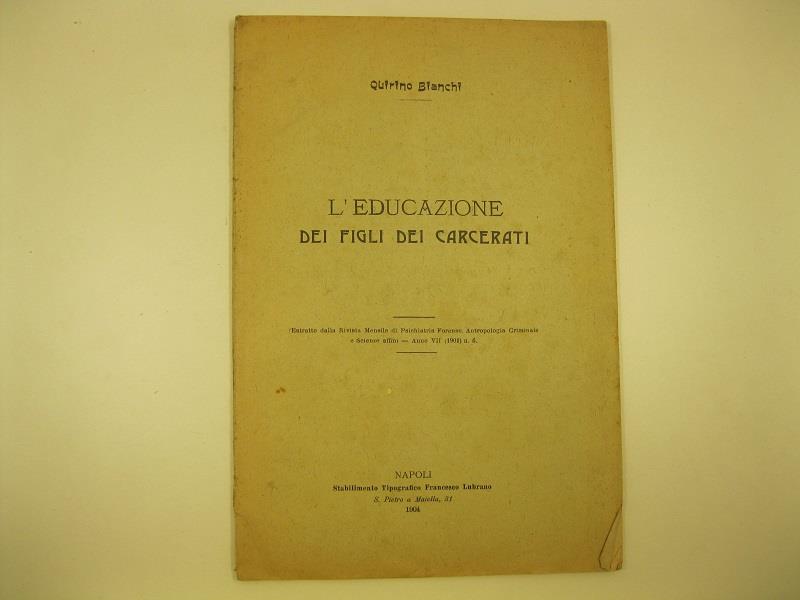 Quirino Bianchi
L'EDUCAZIONE
DEI FIGLI DEI CARCERATI
(Estratto dalla Rivista Mensile di Psichiatria Forense, Antropologia Criminale
e Scienze affini — Anno VII (1904) n. 6.
NAPOLI
Stabilimento Tipografico Francesco Lubrano
S. Pietro a Maiella, 31
1904